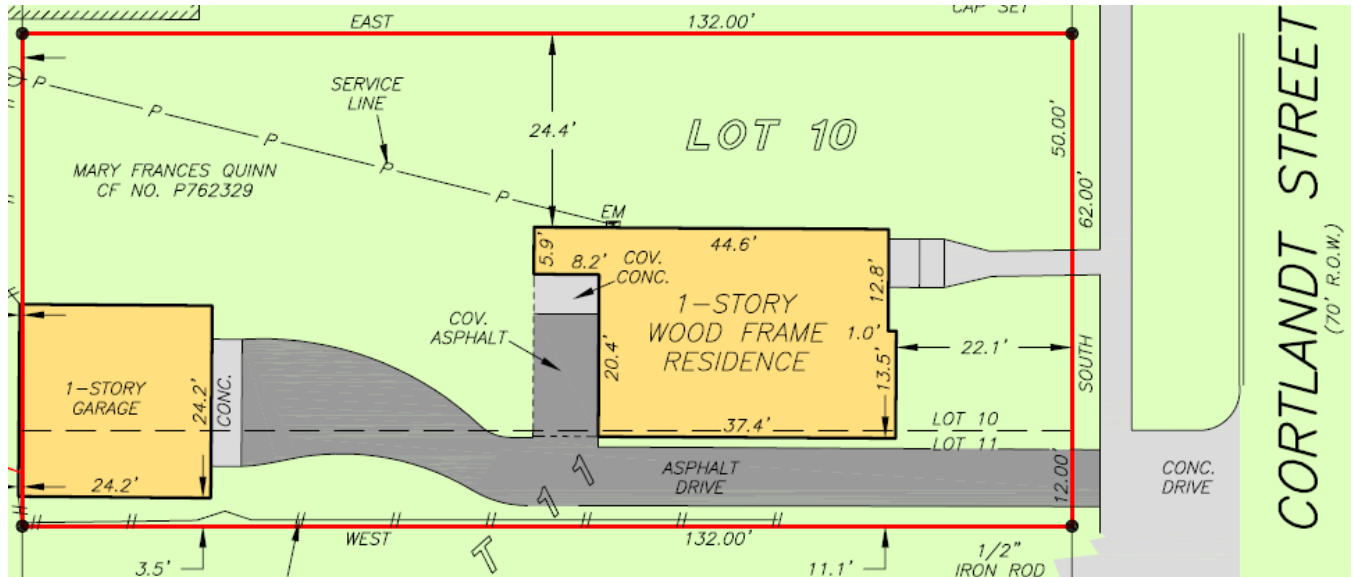 CAP SET
EAST
132.00'
P
SERVICE
LINE
P
P
P
P
24.4'
LOT 10
50.00'
MARY FRANCES QUINN
CF NO. P762329
62.00'
EM
44.6'
5.9'
8.2'
COV.
CONC.
12.8'
COV.
ASPHALT
1-STORY
WOOD FRAME
RESIDENCE
1.0'
20.4'
13.5'
22.1'
SOUTH
1-STORY
GARAGE
24.2'
CONC.
37.4'
LOT 10
LOT 11
24.2'
ASPHALT
DRIVE
12.00'
CONC.
DRIVE
T 11
WEST
132.00'
3.5'
11.1'
1/2"
IRON ROD
CORTLANDT STREET
(70' R.O.W.)